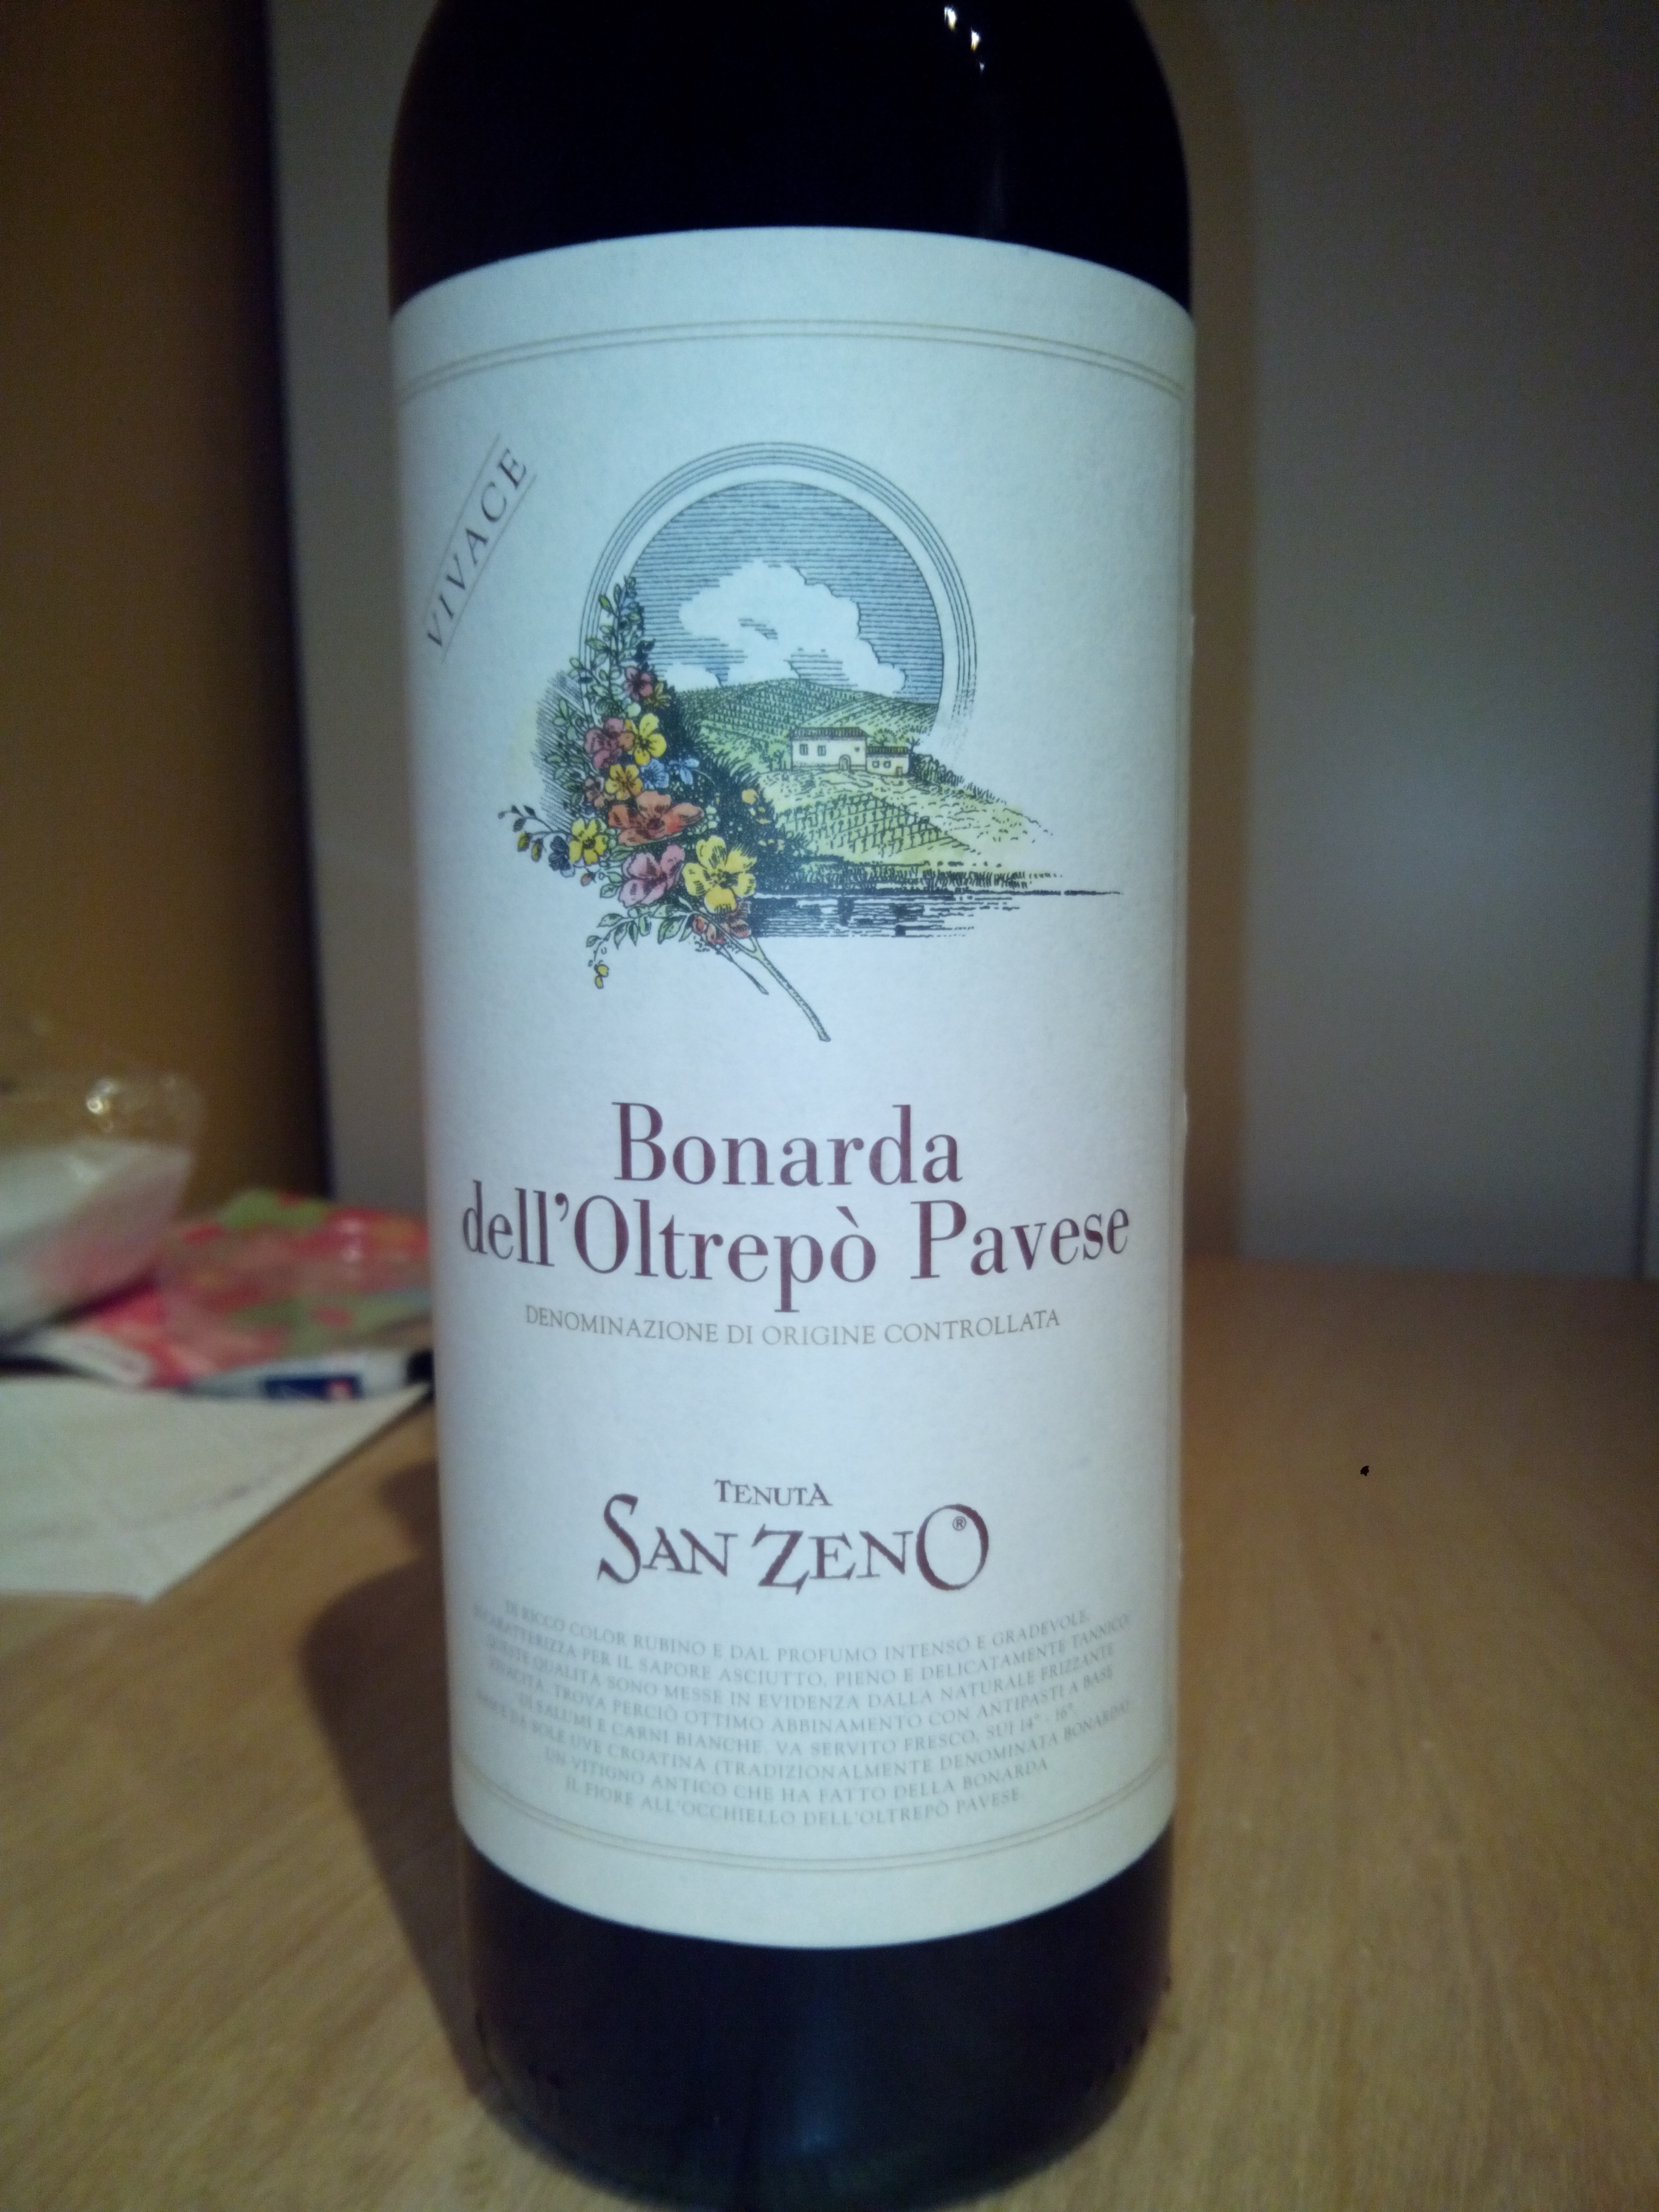 VIVACE
Bonarda
dell'Oltrepò Pavese
DENOMINAZIONE DI ORIGINE CONTROLLATA
TENUTA
SAN ZENO®
DI RICCO COLOR RUBINO E DAL PROFUMO INTENSO E GRADEVOLE,
SI CARATTERIZZA PER IL SAPORE ASCIUTTO, PIENO E DELICATAMENTE TANNICO.
QUESTE QUALITÀ SONO MESSE IN EVIDENZA DALLA NATURALE FRIZZANTE
VIVACITÀ. TROVA PERCIÒ OTTIMO ABBINAMENTO CON ANTIPASTI A BASE
DI SALUMI E CARNI BIANCHE. VA SERVITO FRESCO, SUI 14° - 16°.
DA SOLE UVE CROATINA (TRADIZIONALMENTE DENOMINATA BONARDA),
UN VITIGNO ANTICO CHE HA FATTO DELLA BONARDA
IL FIORE ALL'OCCHIELLO DELL'OLTREPÒ PAVESE.